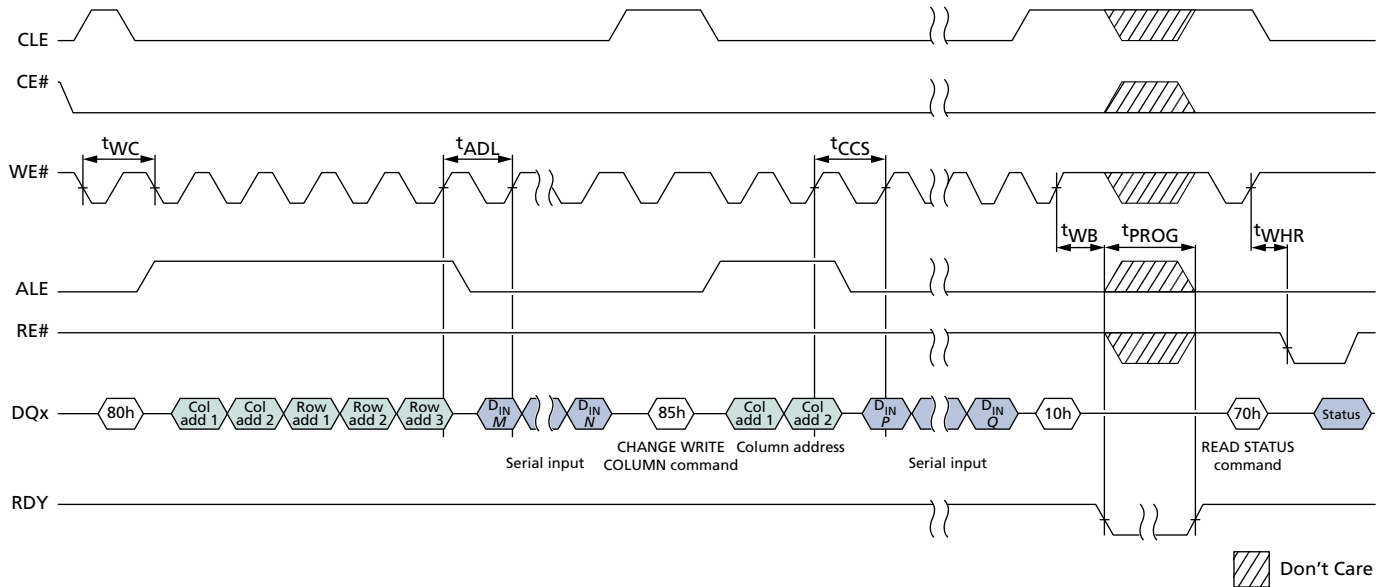 CLE
CE#
tWC
tADL
tCCS
WE#
tWB
tPROG
tWHR
ALE
RE#
DQx
80h
Col add 1
Col add 2
Row add 1
Row add 2
Row add 3
DIN M
DIN N
85h
Col add 1
Col add 2
DIN P
DIN Q
10h
70h
Status
Serial input
CHANGE WRITE
COLUMN command
Column address
Serial input
READ STATUS
command
RDY
Don't Care